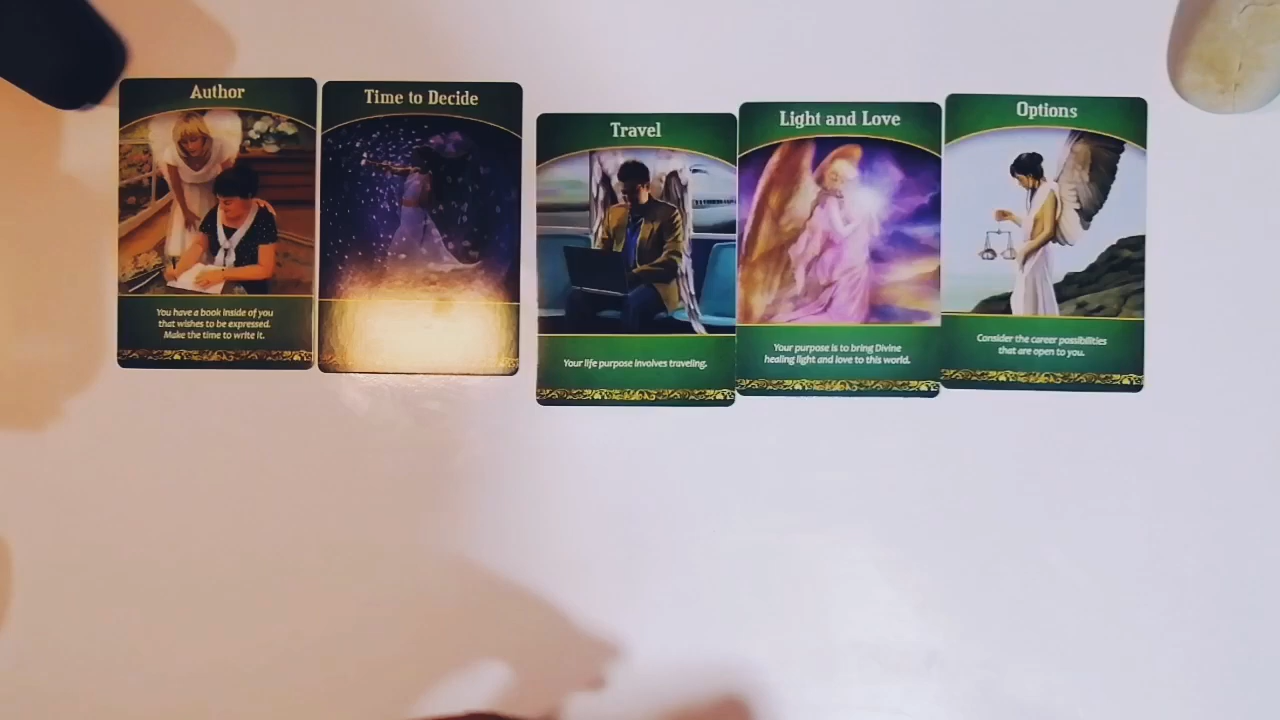 Author
You have a book inside of you
that wishes to be expressed.
Make the time to write it.
Time to Decide
Travel
Your life purpose involves traveling.
Light and Love
Your purpose is to bring Divine
healing light and love to this world.
Options
Consider the career possibilities
that are open to you.